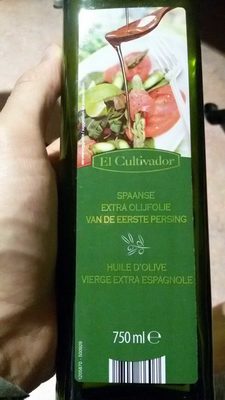 El Cultivador
SPAANSE
EXTRA OLIJFOLIE
VAN DE EERSTE PERSING
HUILE D'OLIVE
VIERGE EXTRA ESPAGNOLE
750 ml e